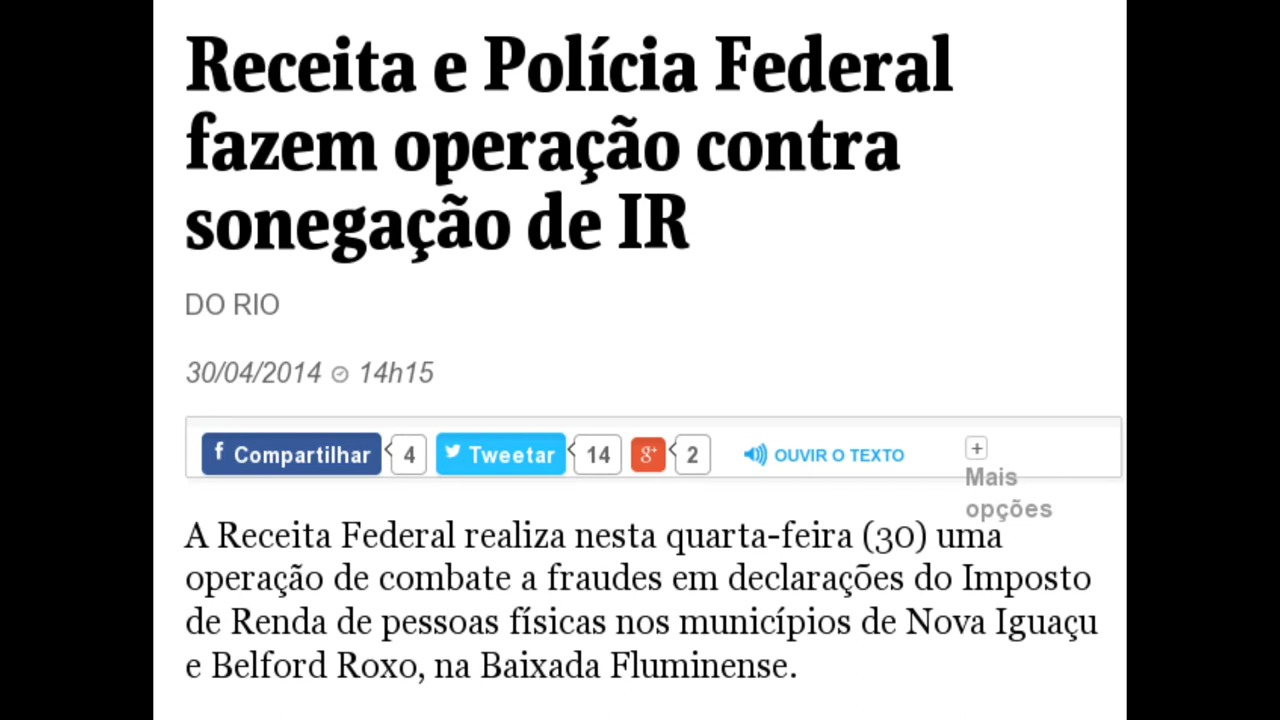 Receita e Polícia Federal
fazem operação contra
sonegação de IR
DO RIO
30/04/2014 14h15
f Compartilhar 4 Tweetar 14 g+ 2 OUVIR O TEXTO +
Mais
opções
A Receita Federal realiza nesta quarta-feira (30) uma
operação de combate a fraudes em declarações do Imposto
de Renda de pessoas físicas nos municípios de Nova Iguaçu
e Belford Roxo, na Baixada Fluminense.